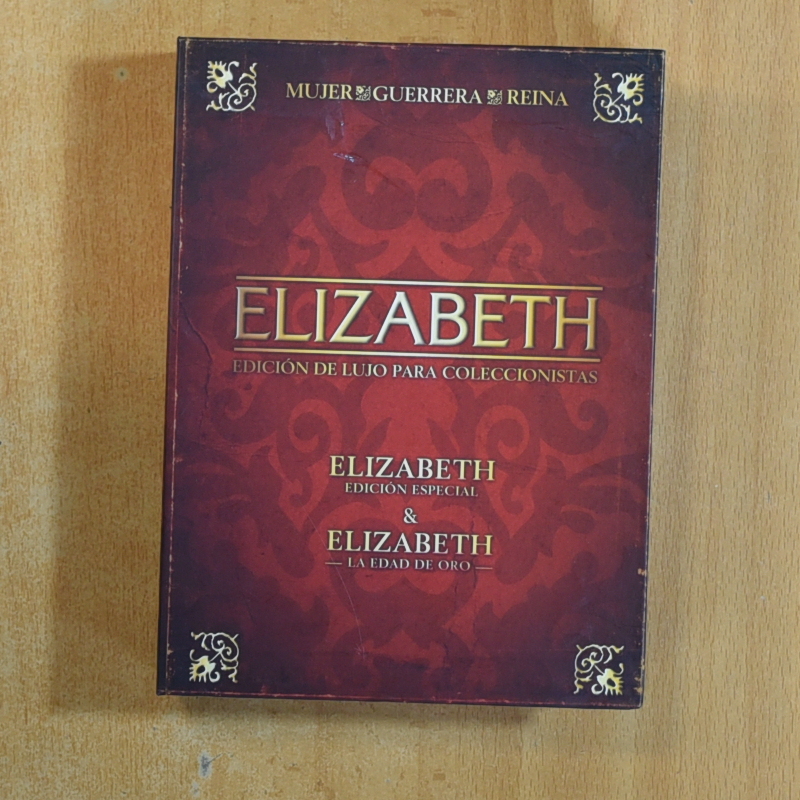 MUJER GUERRERA REINA
ELIZABETH
EDICIÓN DE LUJO PARA COLECCIONISTAS
ELIZABETH
EDICIÓN ESPECIAL
&
ELIZABETH
— LA EDAD DE ORO —